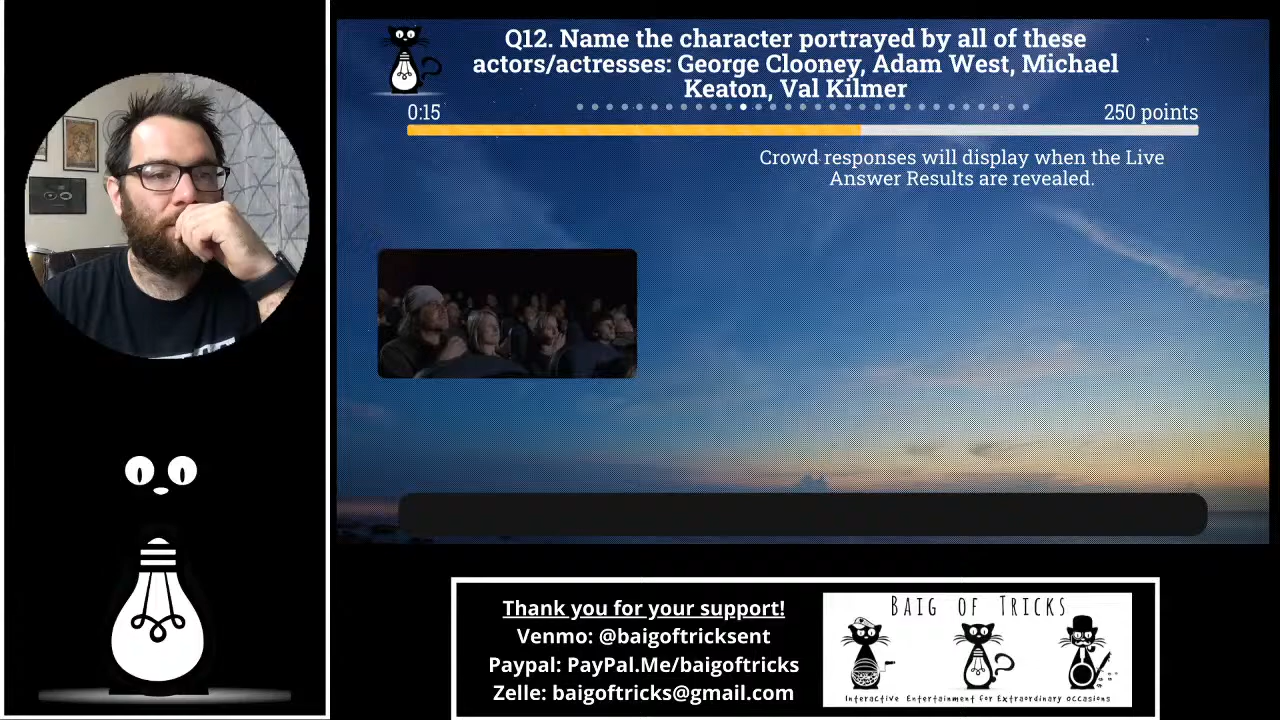 Q12. Name the character portrayed by all of these
actors/actresses: George Clooney, Adam West, Michael
Keaton, Val Kilmer
0:15
250 points
Crowd responses will display when the Live
Answer Results are revealed.
Thank you for your support!
Venmo: @baigoftricksent
Paypal: PayPal.Me/baigoftricks
Zelle: baigoftricks@gmail.com
BAIG OF TRICKS
Interactive Entertainment for Extraordinary occasions